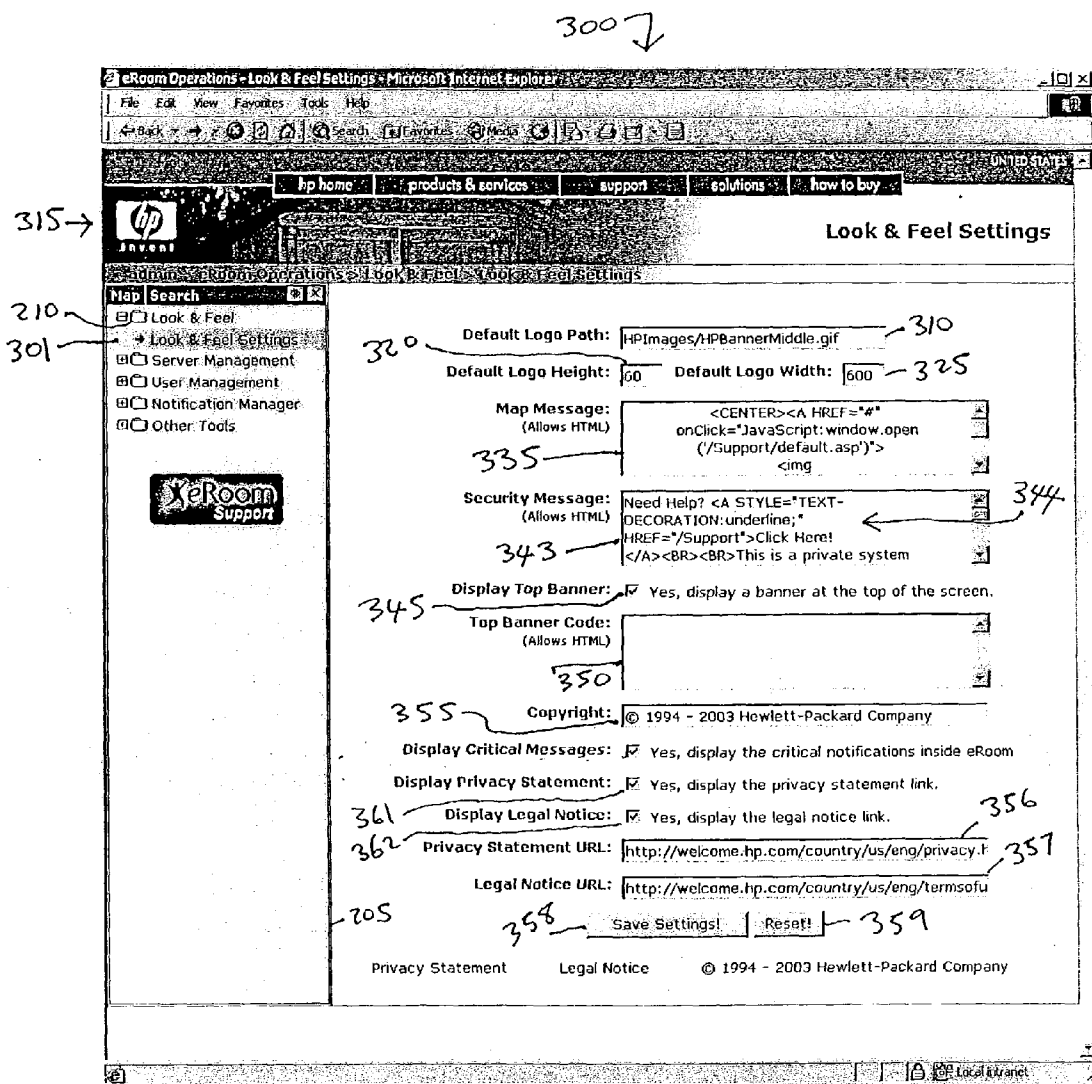 300
eRoom Operations - Look & Feel Settings - Microsoft Internet Explorer
File Edit View Favorites Tools Help
Back Search Favorites Media
UNITED STATES
hp home products & services support solutions how to buy
315
hp
invent
Look & Feel Settings
admin > eRoom Operations > Look & Feel > Look & Feel Settings
Map Search
210
Look & Feel
301
Look & Feel Settings
Server Management
User Management
Notification Manager
Other Tools
eRoom
Support
Default Logo Path: HPImages/HPBannerMiddle.gif 310
320
Default Logo Height: 60 Default Logo Width: 600 325
Map Message:
(Allows HTML)
335
<CENTER><A HREF="#"
onClick="JavaScript:window.open
('/Support/default.asp')">
<img
Security Message:
(Allows HTML)
343
Need Help? <A STYLE="TEXT-
DECORATION:underline;"
HREF="/Support">Click Here!
</A><BR><BR>This is a private system
344
Display Top Banner: Yes, display a banner at the top of the screen.
345
Top Banner Code:
(Allows HTML)
350
355
Copyright: © 1994 - 2003 Hewlett-Packard Company
Display Critical Messages: Yes, display the critical notifications inside eRoom
Display Privacy Statement: Yes, display the privacy statement link.
361
Display Legal Notice: Yes, display the legal notice link.
362
356
Privacy Statement URL: http://welcome.hp.com/country/us/eng/privacy.h
357
Legal Notice URL: http://welcome.hp.com/country/us/eng/termsofu
205
358 Save Settings! Reset! 359
Privacy Statement Legal Notice © 1994 - 2003 Hewlett-Packard Company
Local intranet